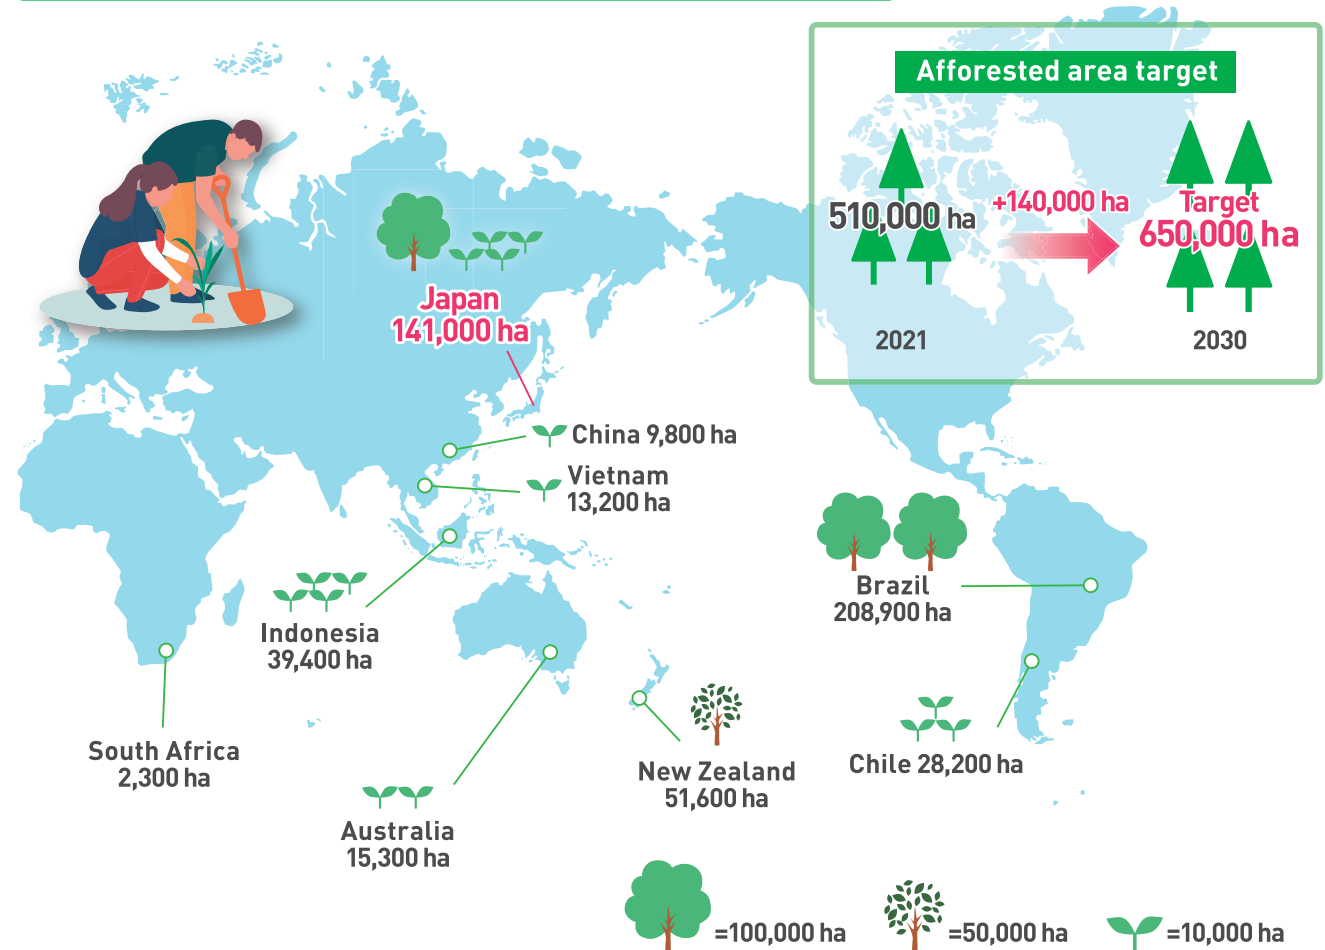 Afforested area target
510,000 ha
+140,000 ha
Target
650,000 ha
2021
2030
Japan
141,000 ha
China 9,800 ha
Vietnam
13,200 ha
Brazil
208,900 ha
Indonesia
39,400 ha
South Africa
2,300 ha
New Zealand
51,600 ha
Chile 28,200 ha
Australia
15,300 ha
=100,000 ha
=50,000 ha
=10,000 ha